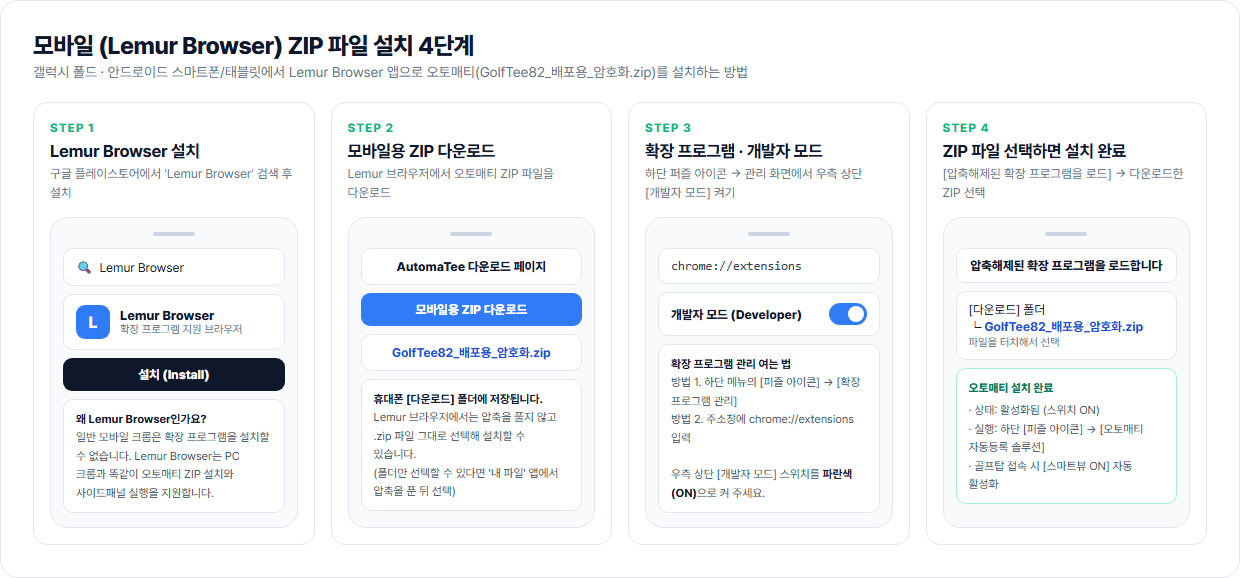 모바일 (Lemur Browser) ZIP 파일 설치 4단계
갤럭시 폴드 · 안드로이드 스마트폰/태블릿에서 Lemur Browser 앱으로 오토매티(GolfTee82_배포용_암호화.zip)를 설치하는 방법
STEP 1
Lemur Browser 설치
구글 플레이스토어에서 'Lemur Browser' 검색 후
설치
Lemur Browser
L
Lemur Browser
확장 프로그램 지원 브라우저
설치 (Install)
왜 Lemur Browser인가요?
일반 모바일 크롬은 확장 프로그램을 설치할
수 없습니다. Lemur Browser는 PC
크롬과 똑같이 오토매티 ZIP 설치와
사이드패널 실행을 지원합니다.
STEP 2
모바일용 ZIP 다운로드
Lemur 브라우저에서 오토매티 ZIP 파일을
다운로드
AutomaTee 다운로드 페이지
모바일용 ZIP 다운로드
GolfTee82_배포용_암호화.zip
휴대폰 [다운로드] 폴더에 저장됩니다.
Lemur 브라우저에서는 압축을 풀지 않고
.zip 파일 그대로 선택해 설치할 수
있습니다.
(폴더만 선택할 수 있다면 '내 파일' 앱에서
압축을 푼 뒤 선택)
STEP 3
확장 프로그램 · 개발자 모드
하단 퍼즐 아이콘 → 관리 화면에서 우측 상단
[개발자 모드] 켜기
chrome://extensions
개발자 모드 (Developer)
확장 프로그램 관리 여는 법
방법 1. 하단 메뉴의 [퍼즐 아이콘] → [확장
프로그램 관리]
방법 2. 주소창에 chrome://extensions
입력
우측 상단 [개발자 모드] 스위치를 파란색
(ON)으로 켜 주세요.
STEP 4
ZIP 파일 선택하면 설치 완료
[압축해제된 확장 프로그램을 로드] → 다운로드한
ZIP 선택
압축해제된 확장 프로그램을 로드합니다
[다운로드] 폴더
└ GolfTee82_배포용_암호화.zip
파일을 터치해서 선택
오토매티 설치 완료
· 상태: 활성화됨 (스위치 ON)
· 실행: 하단 [퍼즐 아이콘] → [오토매티
자동등록 솔루션]
· 골프탑 접속 시 [스마트뷰 ON] 자동
활성화